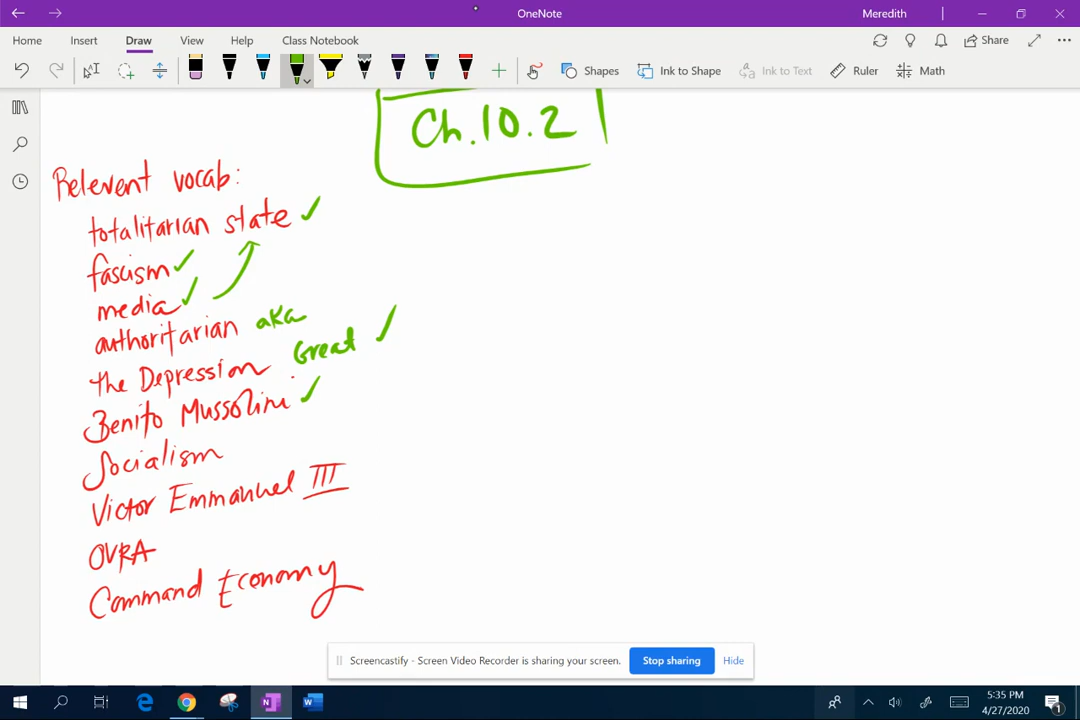 OneNote
Meredith
Home Insert Draw View Help Class Notebook
Share
Shapes Ink to Shape Ink to Text Ruler Math
Ch.10.2
Relevent vocab:
totalitarian state ✓
fascism ✓
media ✓
authoritarian aka
Great ✓
the Depression
Benito Mussolini ✓
Socialism
Victor Emmanuel III
OVRA
Command Economy
Screencastify - Screen Video Recorder is sharing your screen. Stop sharing Hide
5:35 PM
4/27/2020